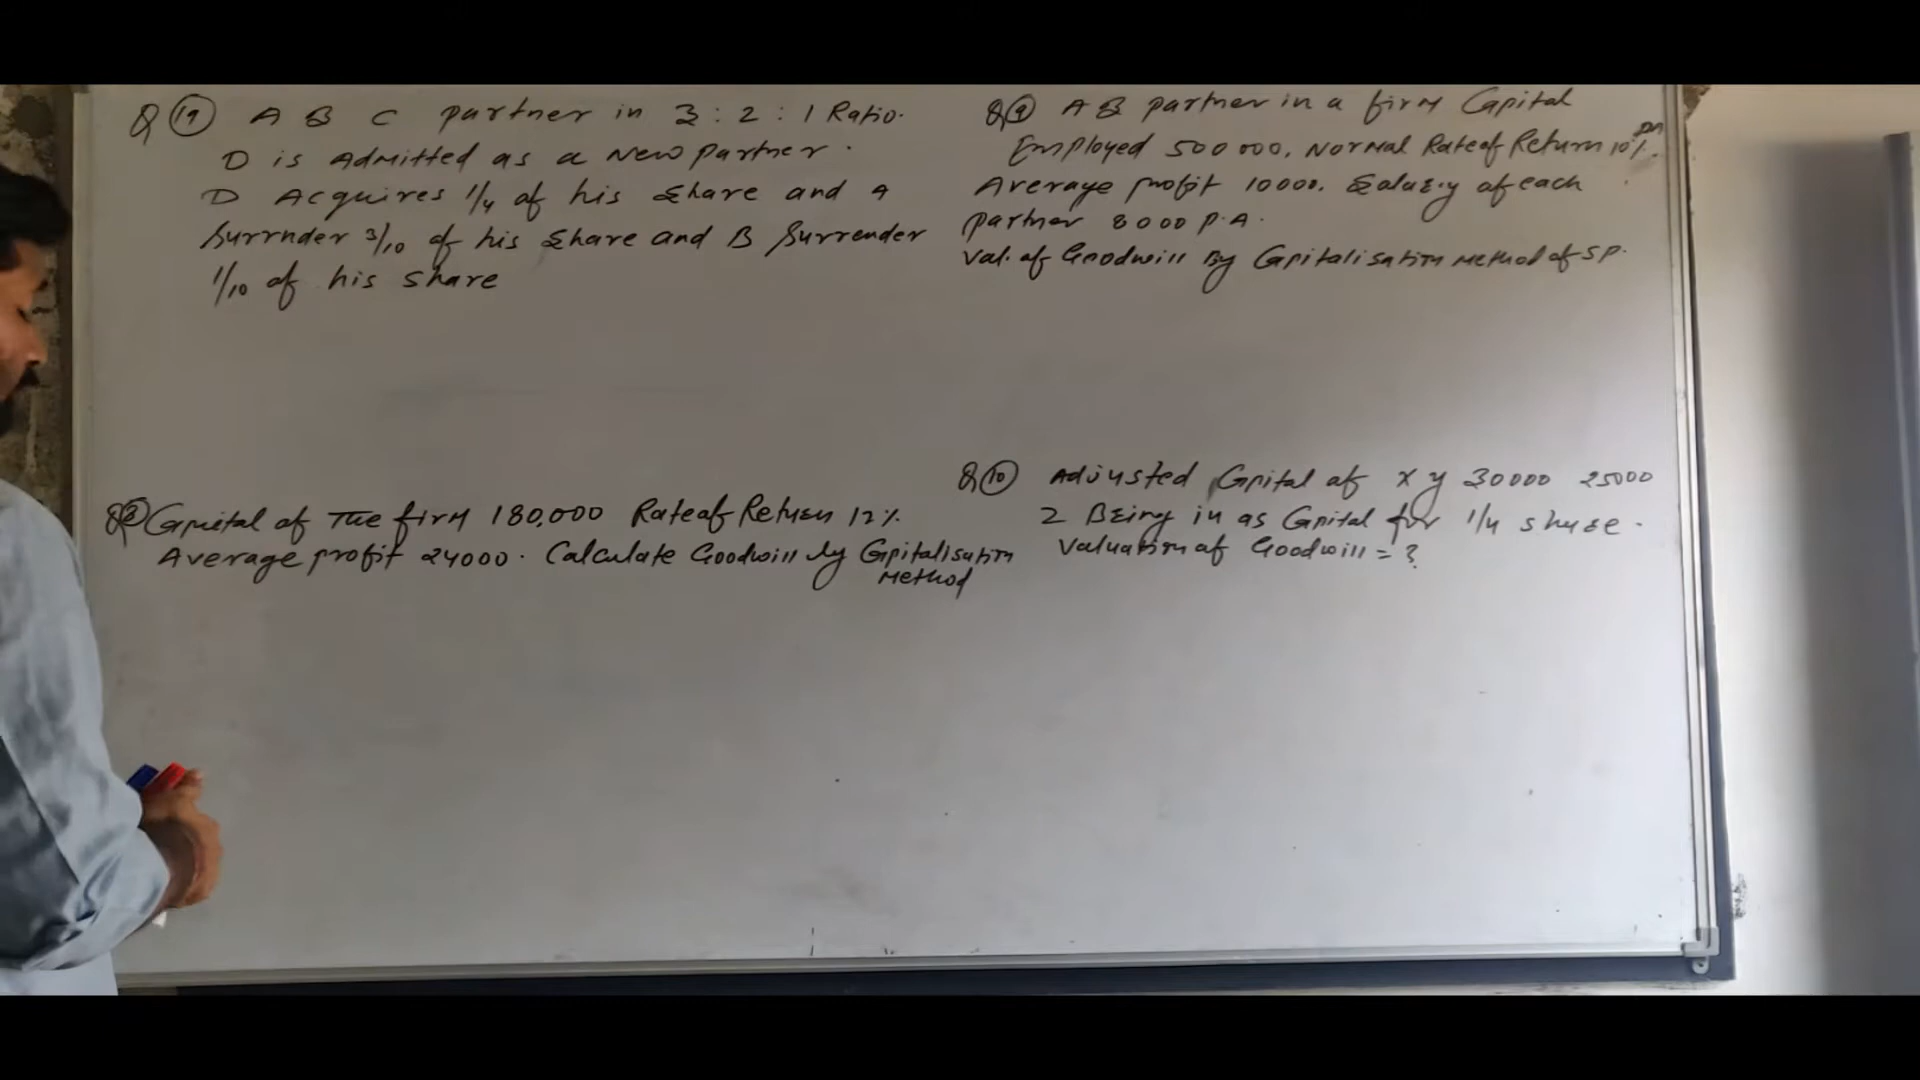 Q 19 A B C partner in 3 : 2 : 1 Ratio.
D is Admitted as a New partner.
D Acquires 1/4 of his share and A
Surrnder 3/10 of his share and B Surrender
1/10 of his share
Q 9 A B partner in a firm Capital
Employed 500000, Normal Rate of Return 10% PA
Average profit 10000. Salary of each
partner 8000 P.A.
Val. of Goodwill By Capitalisation Method of SP.
Q 8 Capital of The firm 180,000 Rate of Return 12%
Average profit 24000. Calculate Goodwill by Capitalisation
Method
Q 10 Adjusted Capital of x y 30000 25000
Z Being in as Capital for 1/4 share.
Valuation of Goodwill = ?